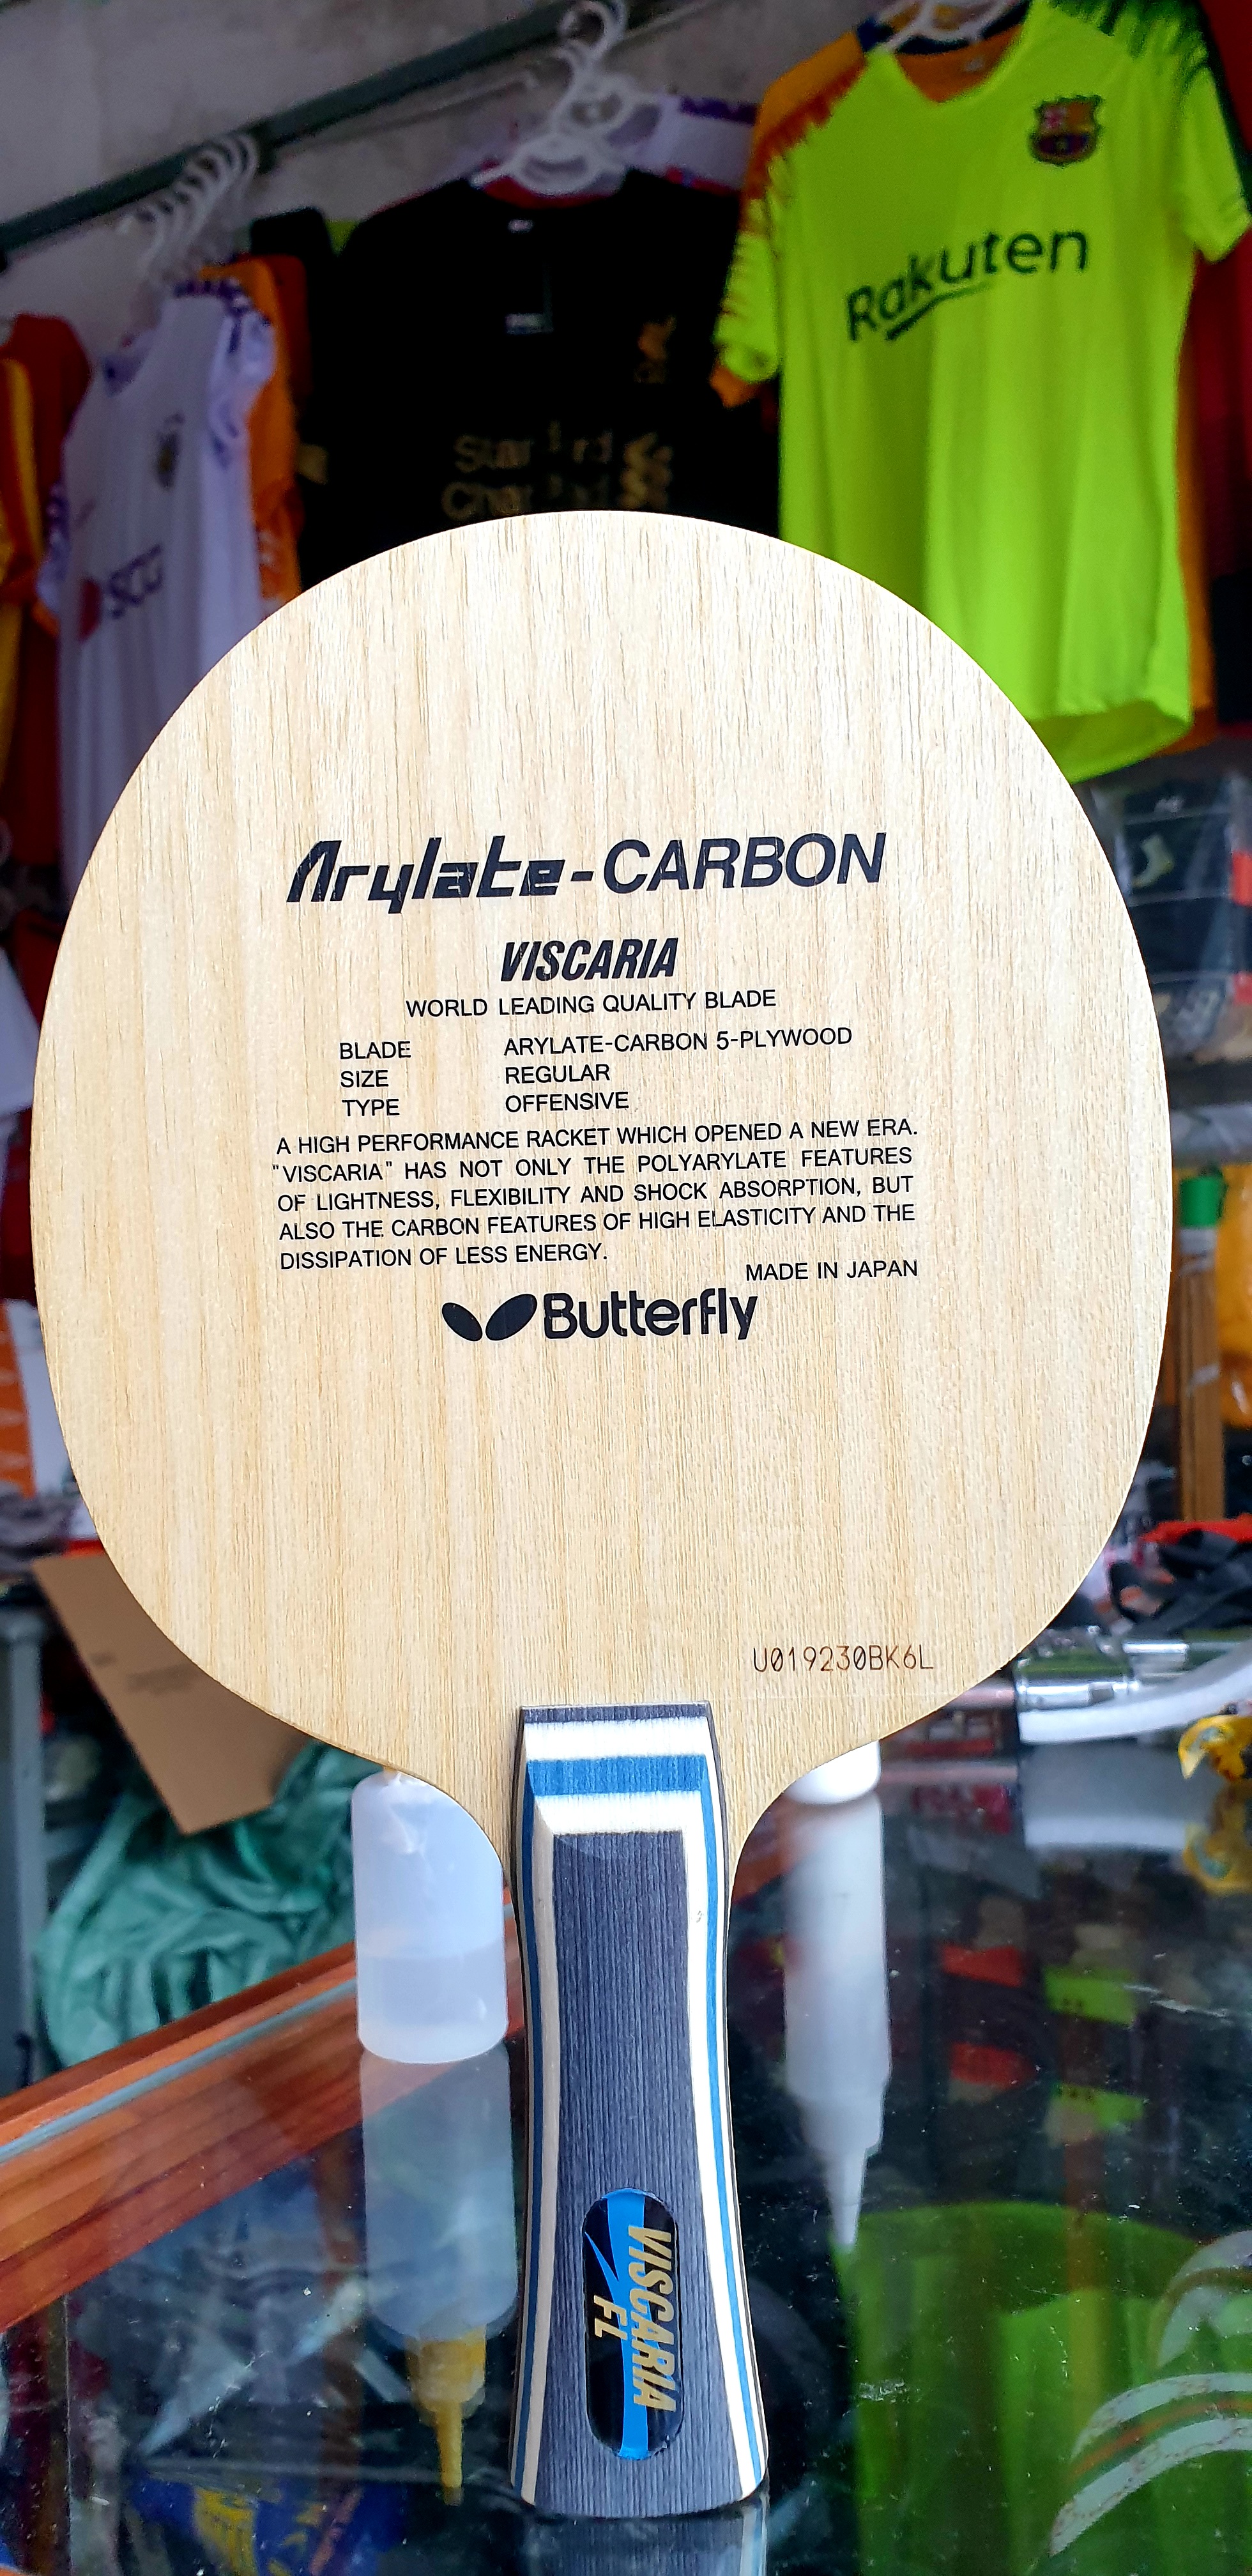 Rakuten
SCG
Arylate-CARBON
VISCARIA
WORLD LEADING QUALITY BLADE
BLADE ARYLATE-CARBON 5-PLYWOOD
SIZE REGULAR
TYPE OFFENSIVE
A HIGH PERFORMANCE RACKET WHICH OPENED A NEW ERA.
"VISCARIA" HAS NOT ONLY THE POLYARYLATE FEATURES
OF LIGHTNESS, FLEXIBILITY AND SHOCK ABSORPTION, BUT
ALSO THE CARBON FEATURES OF HIGH ELASTICITY AND THE
DISSIPATION OF LESS ENERGY.
MADE IN JAPAN
Butterfly
U019230BK6L
VISCARIA
FL